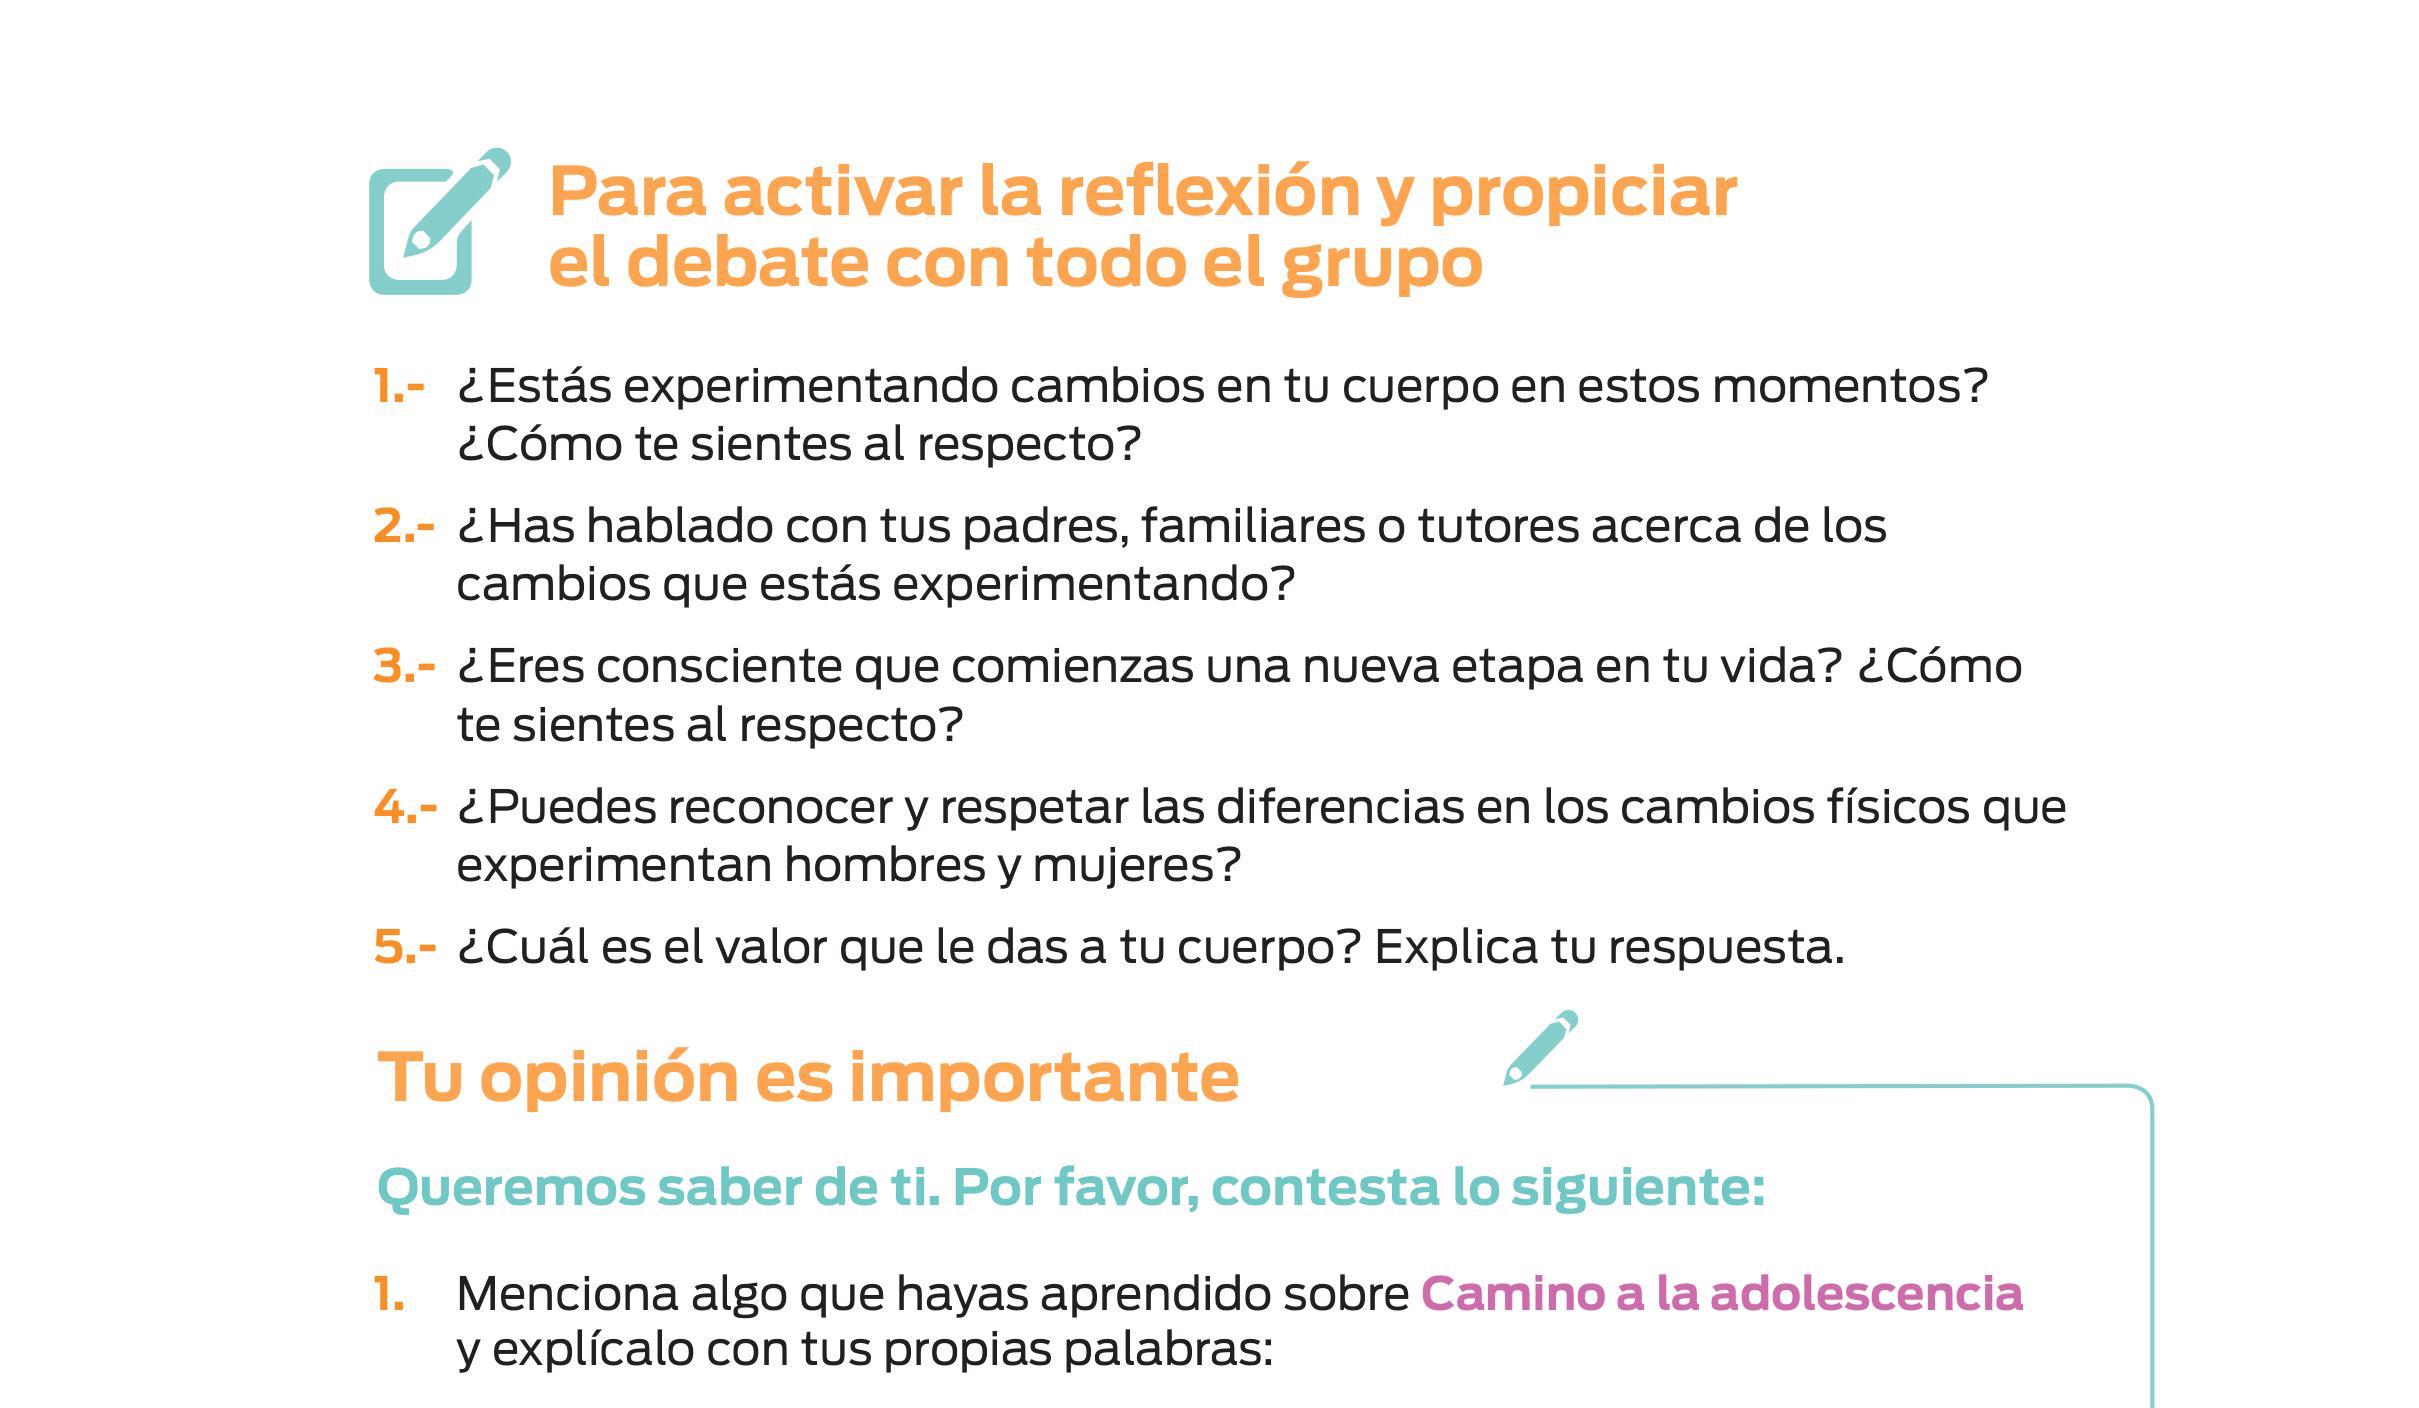 Para activar la reflexión y propiciar
el debate con todo el grupo
1.- ¿Estás experimentando cambios en tu cuerpo en estos momentos?
¿Cómo te sientes al respecto?
2.- ¿Has hablado con tus padres, familiares o tutores acerca de los
cambios que estás experimentando?
3.- ¿Eres consciente que comienzas una nueva etapa en tu vida? ¿Cómo
te sientes al respecto?
4.- ¿Puedes reconocer y respetar las diferencias en los cambios físicos que
experimentan hombres y mujeres?
5.- ¿Cuál es el valor que le das a tu cuerpo? Explica tu respuesta.
Tu opinión es importante
Queremos saber de ti. Por favor, contesta lo siguiente:
1. Menciona algo que hayas aprendido sobre Camino a la adolescencia
y explícalo con tus propias palabras: